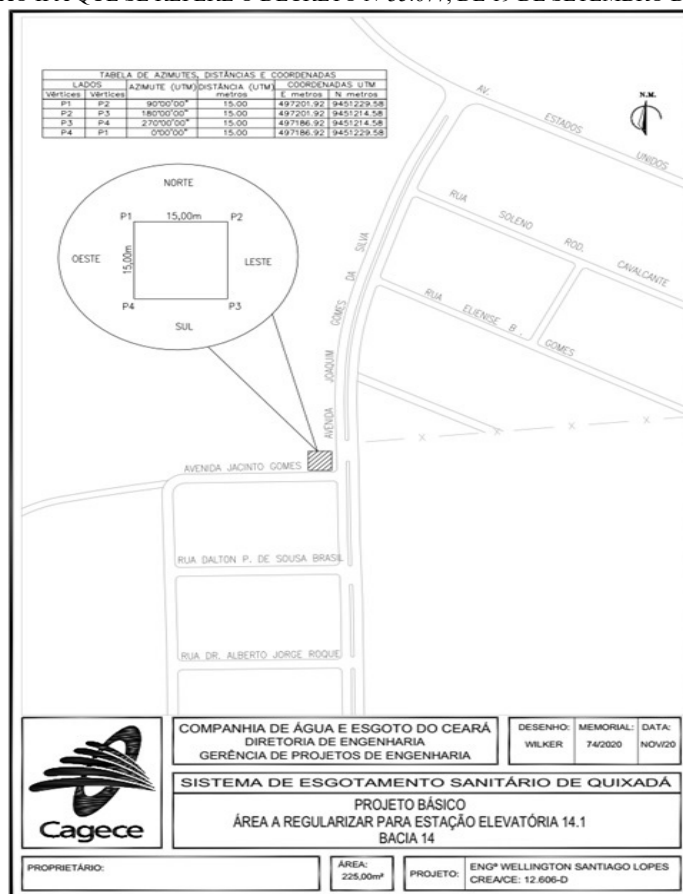 A QUE SE REFERE O DECRETO Nº
DE SETEMBRO
TABELA DE AZIMUTES, DISTÂNCIAS E COORDENADAS
LADOS AZIMUTE (UTM) DISTÂNCIA (UTM) COORDENADAS UTM
Vértices Vértices metros E metros N metros
P1 P2 90°00'00" 15.00 497201.92 9451229.58
P2 P3 180°00'00" 15.00 497201.92 9451214.58
P3 P4 270°00'00" 15.00 497186.92 9451214.58
P4 P1 0°00'00" 15.00 497186.92 9451229.58
N.M.
AV. ESTADOS UNIDOS
RUA SOLENO ROD. CAVALCANTE
RUA ELIENISE B. GOMES
AVENIDA JOAQUIM GOMES DA SILVA
NORTE
P1 15,00m P2
OESTE 15,00m LESTE
P4 P3
SUL
AVENIDA JACINTO GOMES
RUA DALTON P. DE SOUSA BRASIL
RUA DR. ALBERTO JORGE ROQUE
Cagece
COMPANHIA DE ÁGUA E ESGOTO DO CEARÁ
DIRETORIA DE ENGENHARIA
GERÊNCIA DE PROJETOS DE ENGENHARIA
DESENHO: MEMORIAL: DATA:
WILKER 74/2020 NOV/20
SISTEMA DE ESGOTAMENTO SANITÁRIO DE QUIXADÁ
PROJETO BÁSICO
ÁREA A REGULARIZAR PARA ESTAÇÃO ELEVATÓRIA 14.1
BACIA 14
PROPRIETÁRIO:
ÁREA:
225,00m²
PROJETO:
ENGº WELLINGTON SANTIAGO LOPES
CREA/CE: 12.606-D